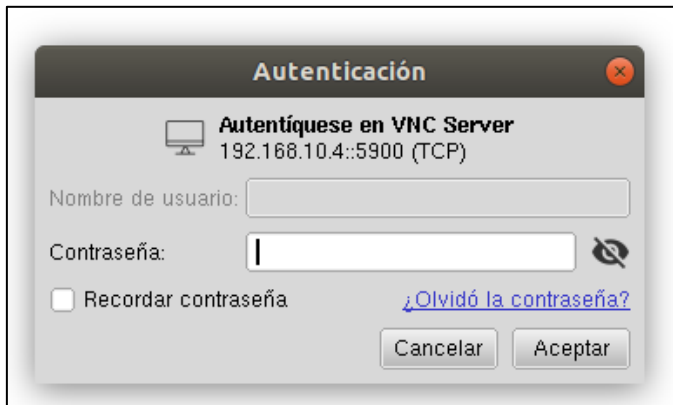 Autenticación
Autentíquese en VNC Server
192.168.10.4::5900 (TCP)
Nombre de usuario:
Contraseña:
Recordar contraseña
¿Olvidó la contraseña?
Cancelar
Aceptar